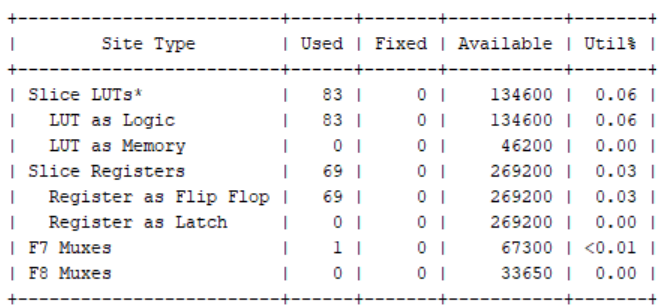 +----------------------------+------+-------+-----------+-------+
|          Site Type         | Used | Fixed | Available | Util% |
+----------------------------+------+-------+-----------+-------+
| Slice LUTs*                |   83 |     0 |    134600 |  0.06 |
|   LUT as Logic             |   83 |     0 |    134600 |  0.06 |
|   LUT as Memory            |    0 |     0 |     46200 |  0.00 |
| Slice Registers            |   69 |     0 |    269200 |  0.03 |
|   Register as Flip Flop    |   69 |     0 |    269200 |  0.03 |
|   Register as Latch        |    0 |     0 |    269200 |  0.00 |
| F7 Muxes                   |    1 |     0 |     67300 | <0.01 |
| F8 Muxes                   |    0 |     0 |     33650 |  0.00 |
+----------------------------+------+-------+-----------+-------+